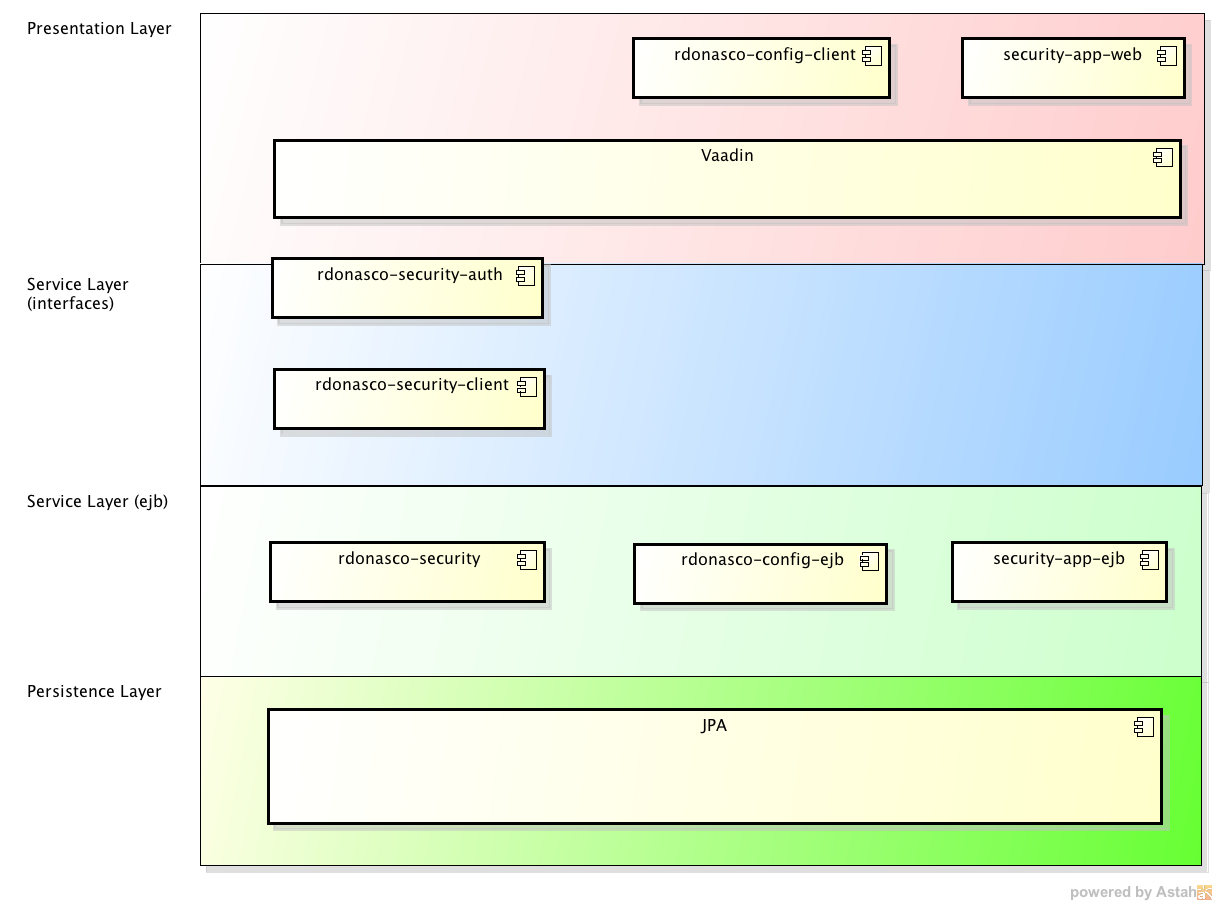 Presentation Layer
rdonasco-config-client
security-app-web
Vaadin
Service Layer
(interfaces)
rdonasco-security-auth
rdonasco-security-client
Service Layer (ejb)
rdonasco-security
rdonasco-config-ejb
security-app-ejb
Persistence Layer
JPA
powered by Astah